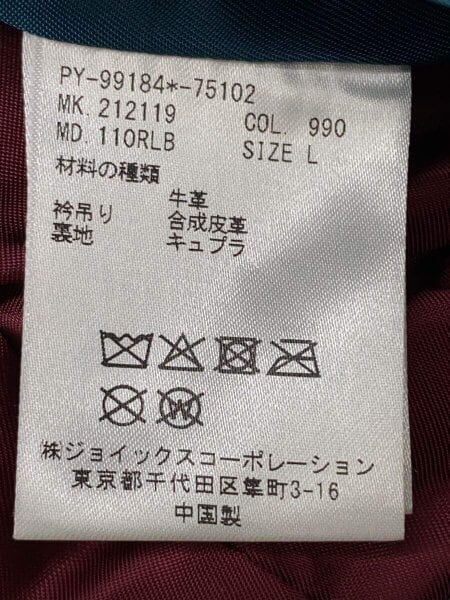 PY-99184*-75102
MK. 212119 COL. 990
MD. 110RLB SIZE L
材料の種類
牛革
衿吊り 合成皮革
裏地 キュプラ
W
㈱ジョイックスコーポレーション
東京都千代田区隼町3-16
中国製